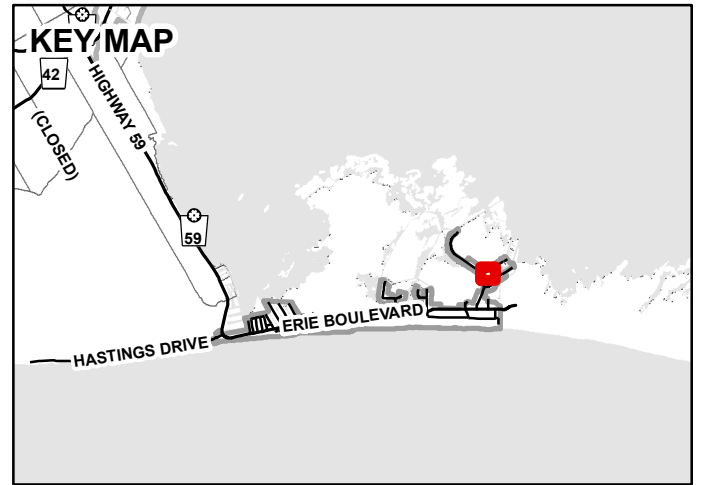 KEY MAP
42
HIGHWAY 59
(CLOSED)
59
ERIE BOULEVARD
HASTINGS DRIVE